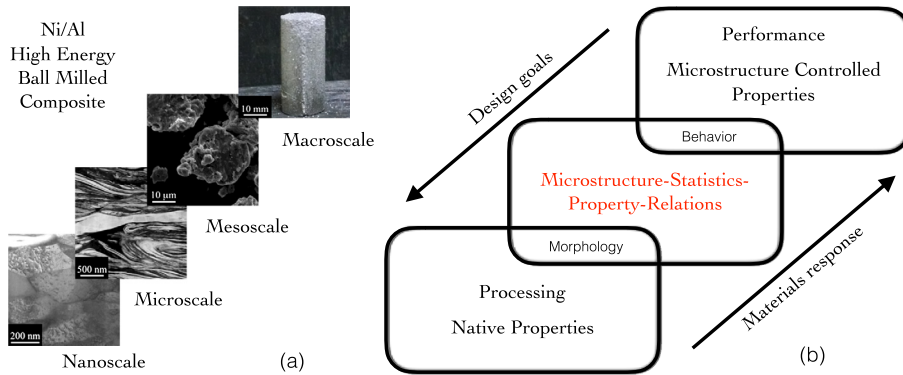 Ni/Al
High Energy
Ball Milled
Composite
10 mm
Macroscale
10 µm
Mesoscale
500 nm
Microscale
200 nm
Nanoscale
(a)
Performance
Microstructure Controlled
Properties
Behavior
Microstructure-Statistics-
Property-Relations
Morphology
Processing
Native Properties
Design goals
Materials response
(b)